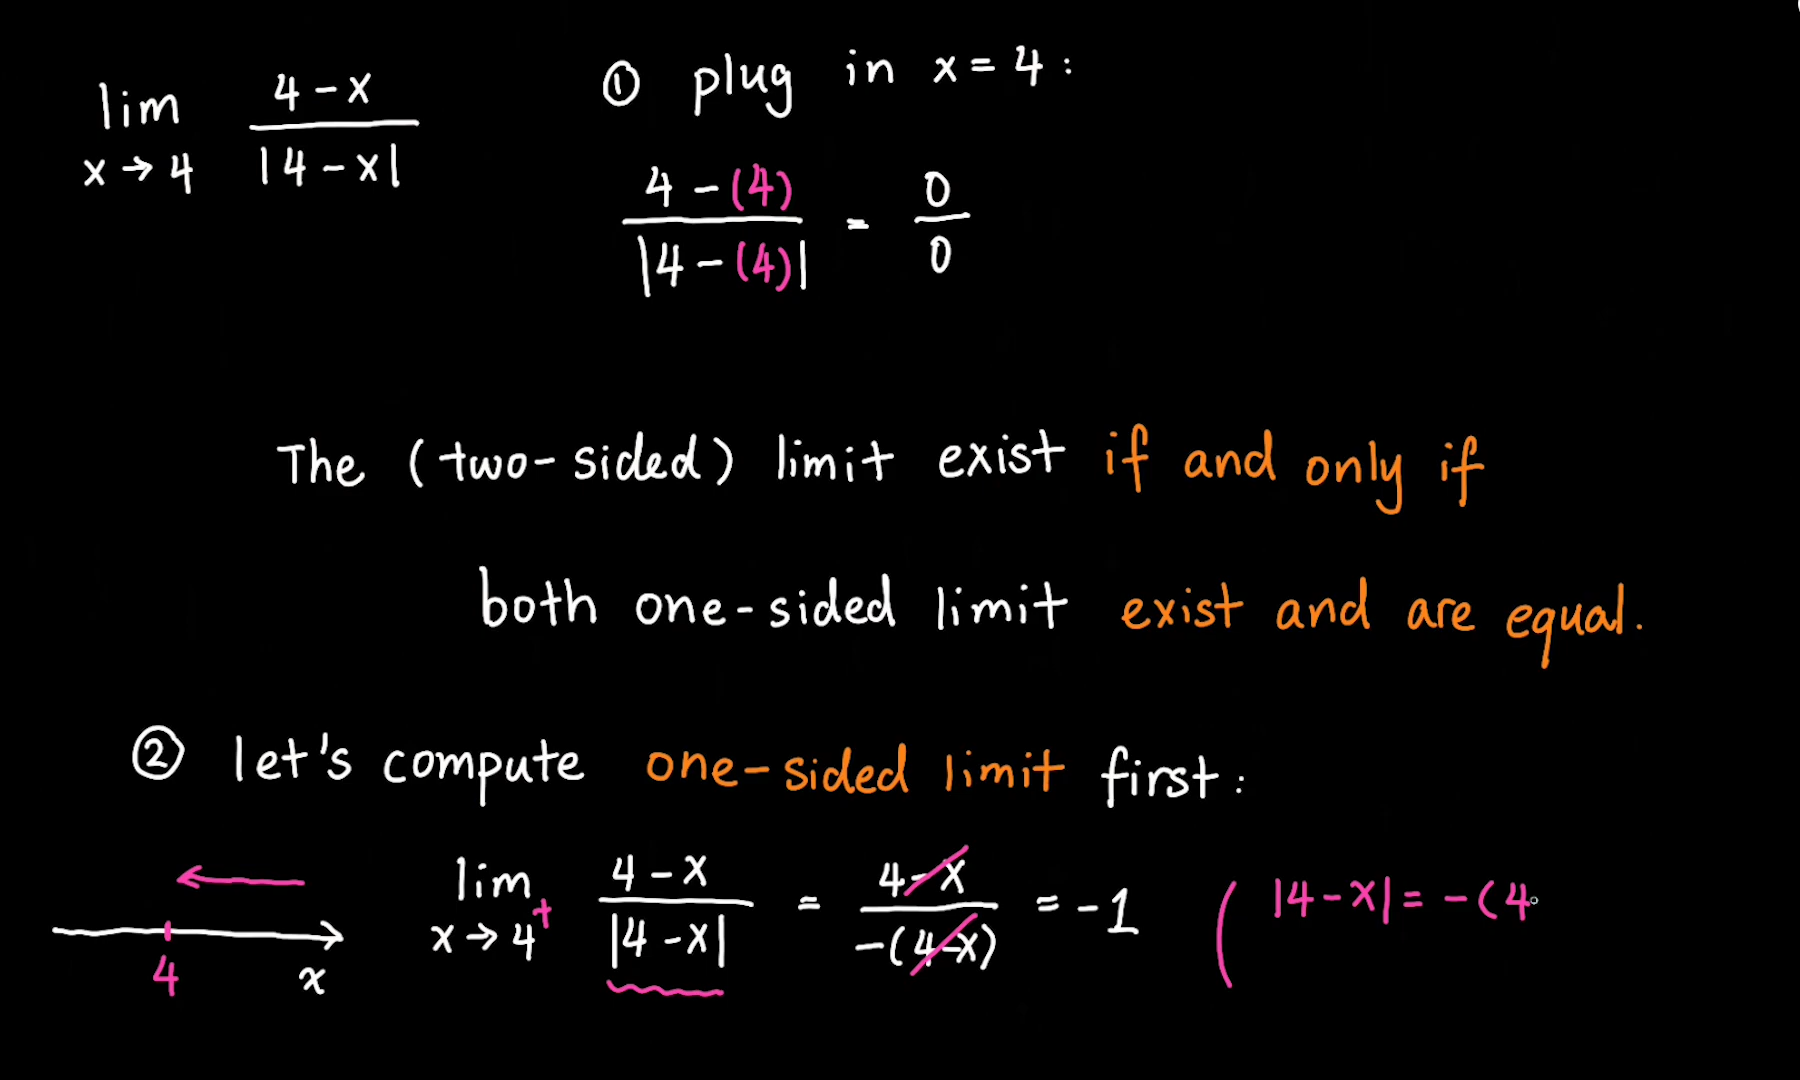 lim x→4 (4-x)/|4-x|
① plug in x = 4 :
(4-(4))/|4-(4)| = 0/0
The (two-sided) limit exist if and only if
both one-sided limit exist and are equal.
② let's compute one-sided limit first :
4 x
lim x→4⁺ (4-x)/|4-x| = (4-x)/(-(4-x)) = -1 ( |4-x| = -(4